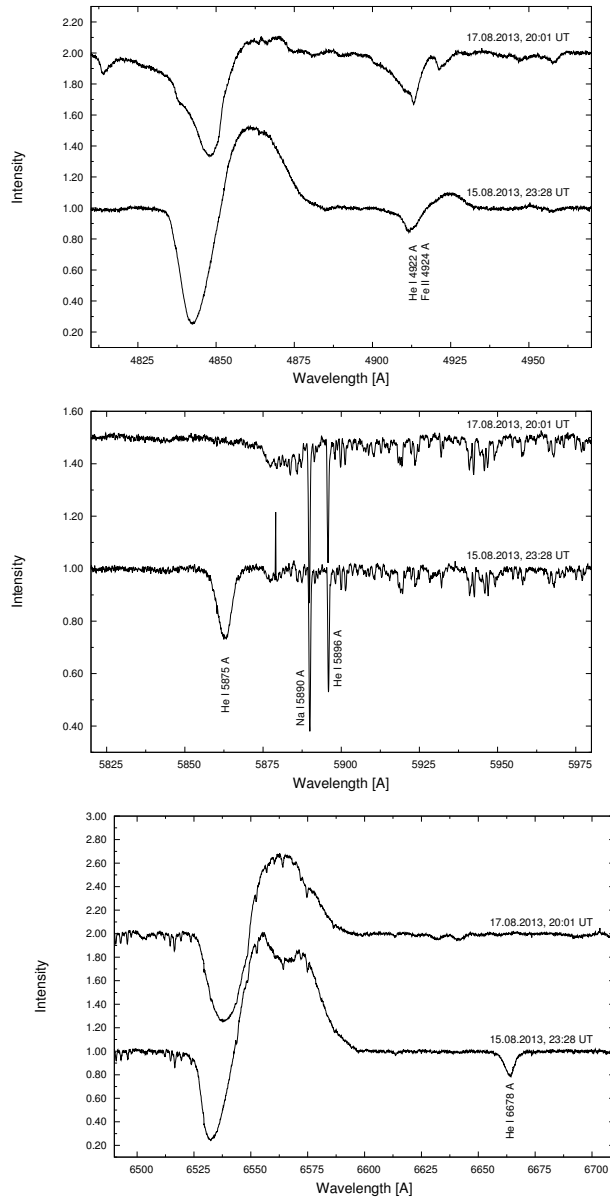 2.20
2.00
1.80
1.60
1.40
1.20
1.00
0.80
0.60
0.40
0.20
Intensity
17.08.2013, 20:01 UT
15.08.2013, 23:28 UT
He I 4922 A
Fe II 4924 A
4825 4850 4875 4900 4925 4950
Wavelength [A]
1.60
1.40
1.20
1.00
0.80
0.60
0.40
Intensity
17.08.2013, 20:01 UT
15.08.2013, 23:28 UT
He I 5875 A
Na I 5890 A
He I 5896 A
5825 5850 5875 5900 5925 5950 5980
Wavelength [A]
3.00
2.80
2.60
2.40
2.20
2.00
1.80
1.60
1.40
1.20
1.00
0.80
0.60
0.40
0.20
Intensity
17.08.2013, 20:01 UT
15.08.2013, 23:28 UT
He I 6678 A
6500 6525 6550 6575 6600 6625 6650 6675 6700
Wavelength [A]